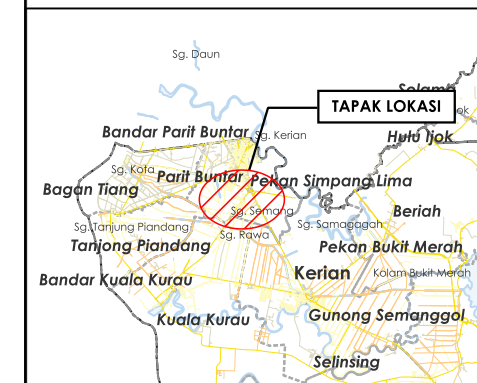 Sg. Daun
Selama
TAPAK LOKASI
Bandar Parit Buntar
Sg. Kerian
Hulu Ijok
Sg. Kota
Parit Buntar
Pekan Simpang Lima
Bagan Tiang
Sg. Semang
Beriah
Sg. Tanjung Piandang
Sg. Rawa
Sg. Samagagah
Tanjong Piandang
Pekan Bukit Merah
Bandar Kuala Kurau
Kerian
Kolam Bukit Merah
Kuala Kurau
Gunong Semanggol
Selinsing